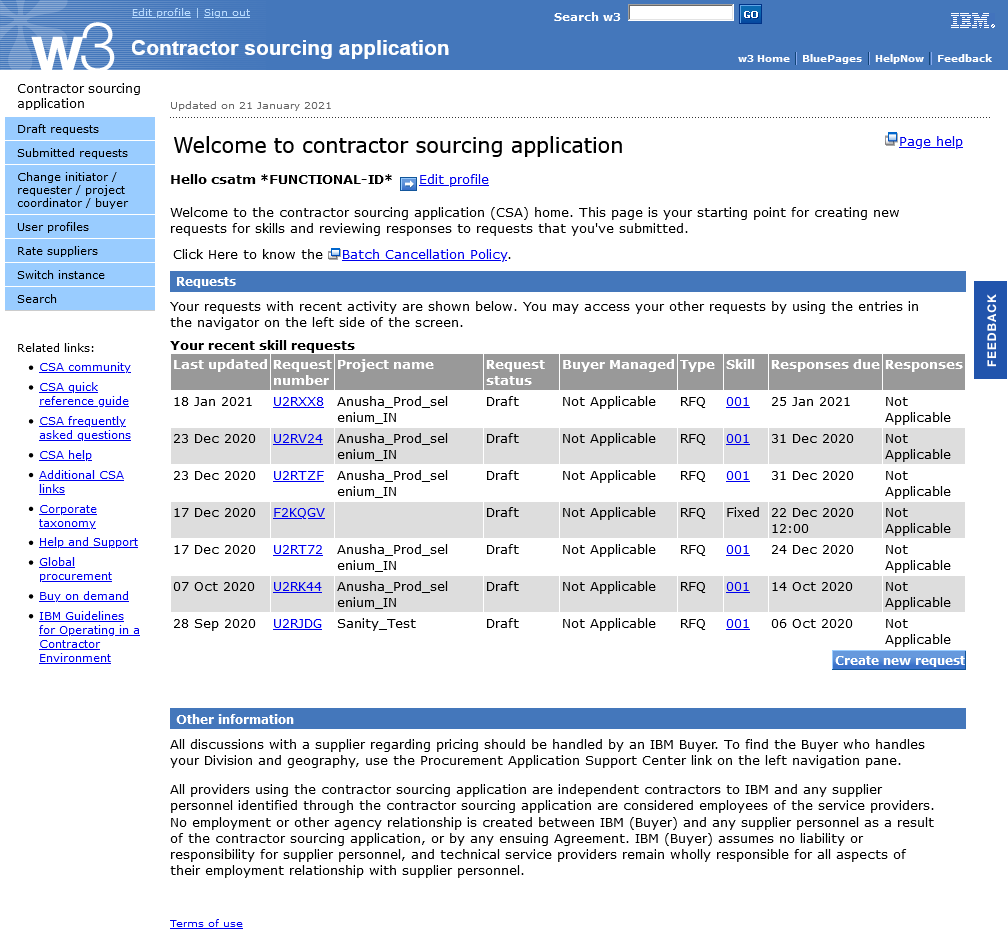 Edit profile | Sign out
Search w3
GO
IBM.
w3 Contractor sourcing application
w3 Home BluePages HelpNow Feedback
Contractor sourcing
application
Draft requests
Submitted requests
Change initiator /
requester / project
coordinator / buyer
User profiles
Rate suppliers
Switch instance
Search
Related links:
CSA community
CSA quick
reference guide
CSA frequently
asked questions
CSA help
Additional CSA
links
Corporate
taxonomy
Help and Support
Global
procurement
Buy on demand
IBM Guidelines
for Operating in a
Contractor
Environment
Updated on 21 January 2021
Welcome to contractor sourcing application
Page help
Hello csatm *FUNCTIONAL-ID* Edit profile
Welcome to the contractor sourcing application (CSA) home. This page is your starting point for creating new
requests for skills and reviewing responses to requests that you've submitted.
Click Here to know the Batch Cancellation Policy.
Requests
Your requests with recent activity are shown below. You may access your other requests by using the entries in
the navigator on the left side of the screen.
Your recent skill requests
Last updated Request Project name Request Buyer Managed Type Skill Responses due Responses
number status
18 Jan 2021 U2RXX8 Anusha_Prod_sel Draft Not Applicable RFQ 001 25 Jan 2021 Not
enium_IN Applicable
23 Dec 2020 U2RV24 Anusha_Prod_sel Draft Not Applicable RFQ 001 31 Dec 2020 Not
enium_IN Applicable
23 Dec 2020 U2RTZF Anusha_Prod_sel Draft Not Applicable RFQ 001 31 Dec 2020 Not
enium_IN Applicable
17 Dec 2020 F2KQGV Draft Not Applicable RFQ Fixed 22 Dec 2020 Not
12:00 Applicable
17 Dec 2020 U2RT72 Anusha_Prod_sel Draft Not Applicable RFQ 001 24 Dec 2020 Not
enium_IN Applicable
07 Oct 2020 U2RK44 Anusha_Prod_sel Draft Not Applicable RFQ 001 14 Oct 2020 Not
enium_IN Applicable
28 Sep 2020 U2RJDG Sanity_Test Draft Not Applicable RFQ 001 06 Oct 2020 Not
Applicable
Create new request
FEEDBACK
Other information
All discussions with a supplier regarding pricing should be handled by an IBM Buyer. To find the Buyer who handles
your Division and geography, use the Procurement Application Support Center link on the left navigation pane.
All providers using the contractor sourcing application are independent contractors to IBM and any supplier
personnel identified through the contractor sourcing application are considered employees of the service providers.
No employment or other agency relationship is created between IBM (Buyer) and any supplier personnel as a result
of the contractor sourcing application, or by any ensuing Agreement. IBM (Buyer) assumes no liability or
responsibility for supplier personnel, and technical service providers remain wholly responsible for all aspects of
their employment relationship with supplier personnel.
Terms of use